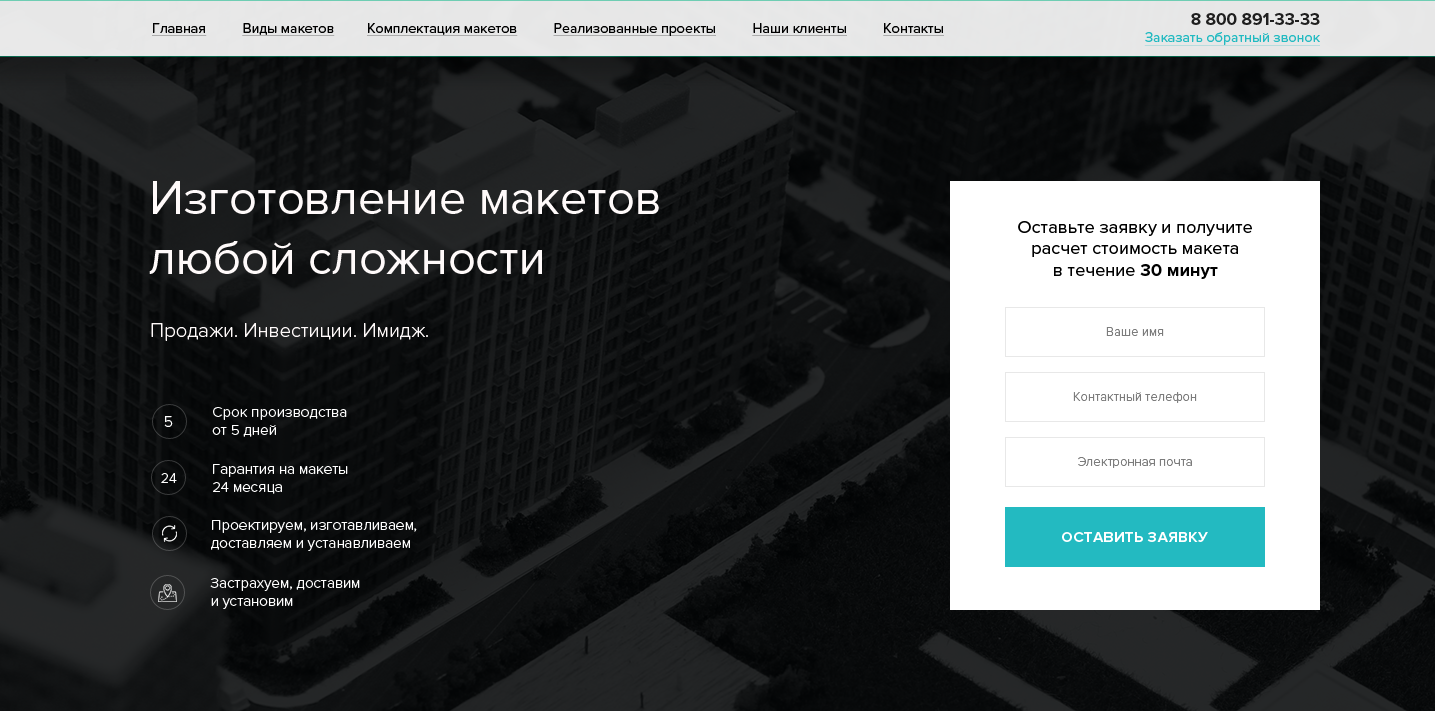 Главная
Виды макетов
Комплектация макетов
Реализованные проекты
Наши клиенты
Контакты
8 800 891-33-33
Заказать обратный звонок
Изготовление макетов
любой сложности
Продажи. Инвестиции. Имидж.
5
Срок производства
от 5 дней
24
Гарантия на макеты
24 месяца
Проектируем, изготавливаем,
доставляем и устанавливаем
Застрахуем, доставим
и установим
Оставьте заявку и получите
расчет стоимость макета
в течение 30 минут
Ваше имя
Контактный телефон
Электронная почта
ОСТАВИТЬ ЗАЯВКУ